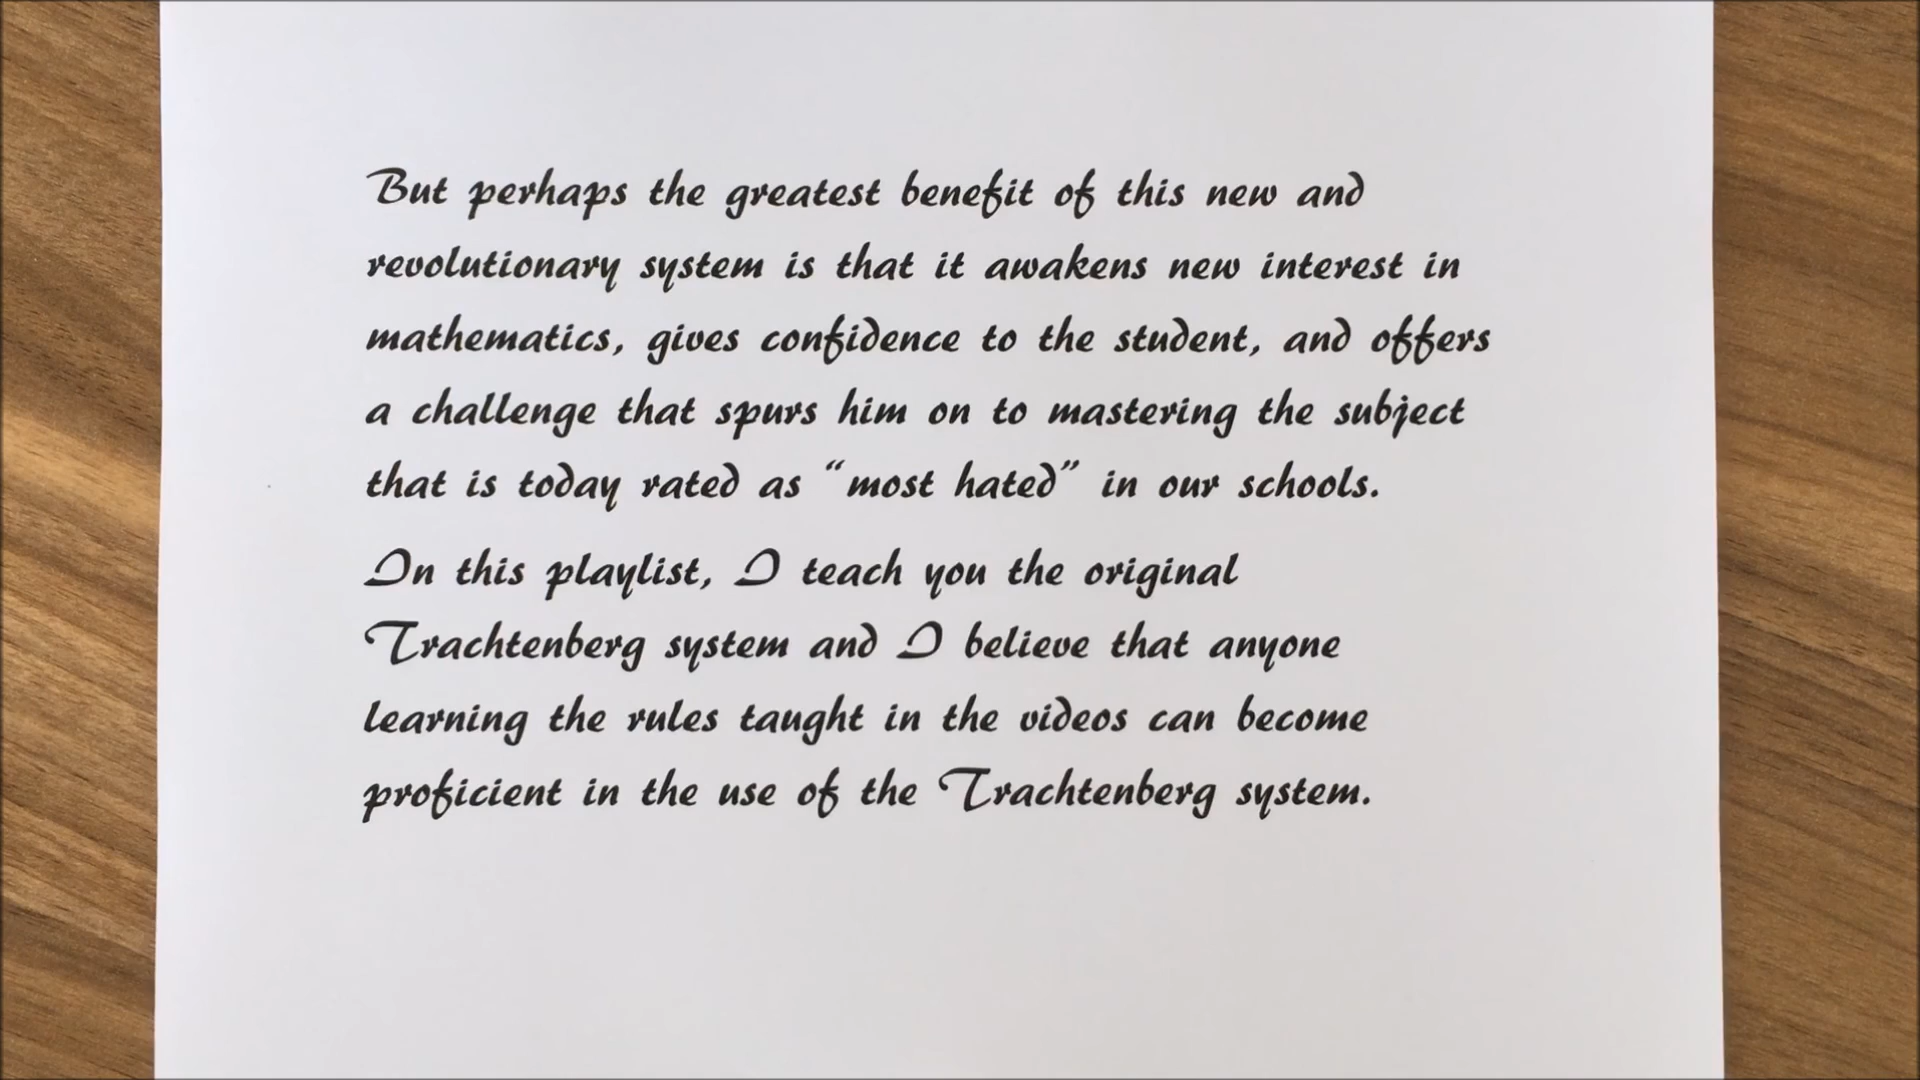 But perhaps the greatest benefit of this new and
revolutionary system is that it awakens new interest in
mathematics, gives confidence to the student, and offers
a challenge that spurs him on to mastering the subject
that is today rated as “most hated” in our schools.
In this playlist, I teach you the original
Trachtenberg system and I believe that anyone
learning the rules taught in the videos can become
proficient in the use of the Trachtenberg system.